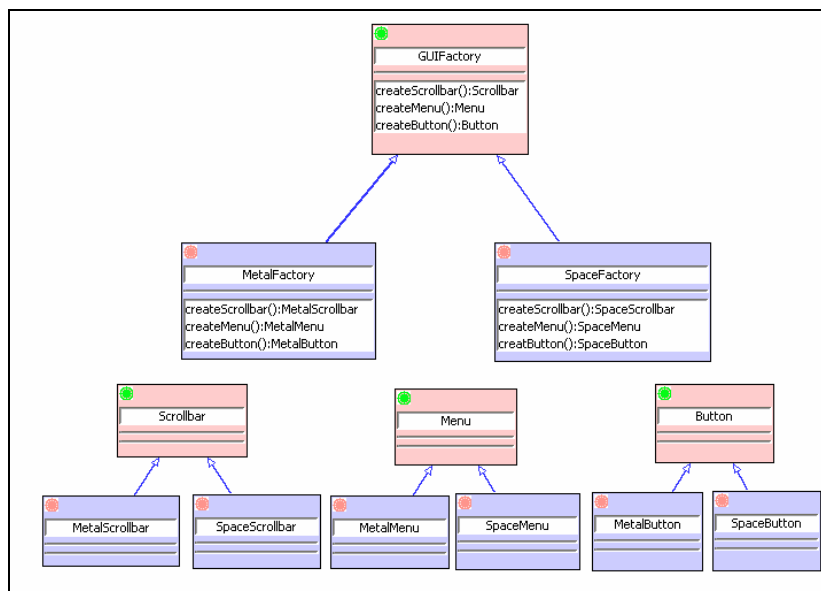 GUIFactory
createScrollbar():Scrollbar
createMenu():Menu
createButton():Button
MetalFactory
createScrollbar():MetalScrollbar
createMenu():MetalMenu
createButton():MetalButton
SpaceFactory
createScrollbar():SpaceScrollbar
createMenu():SpaceMenu
creatButton():SpaceButton
Scrollbar
Menu
Button
MetalScrollbar
SpaceScrollbar
MetalMenu
SpaceMenu
MetalButton
SpaceButton